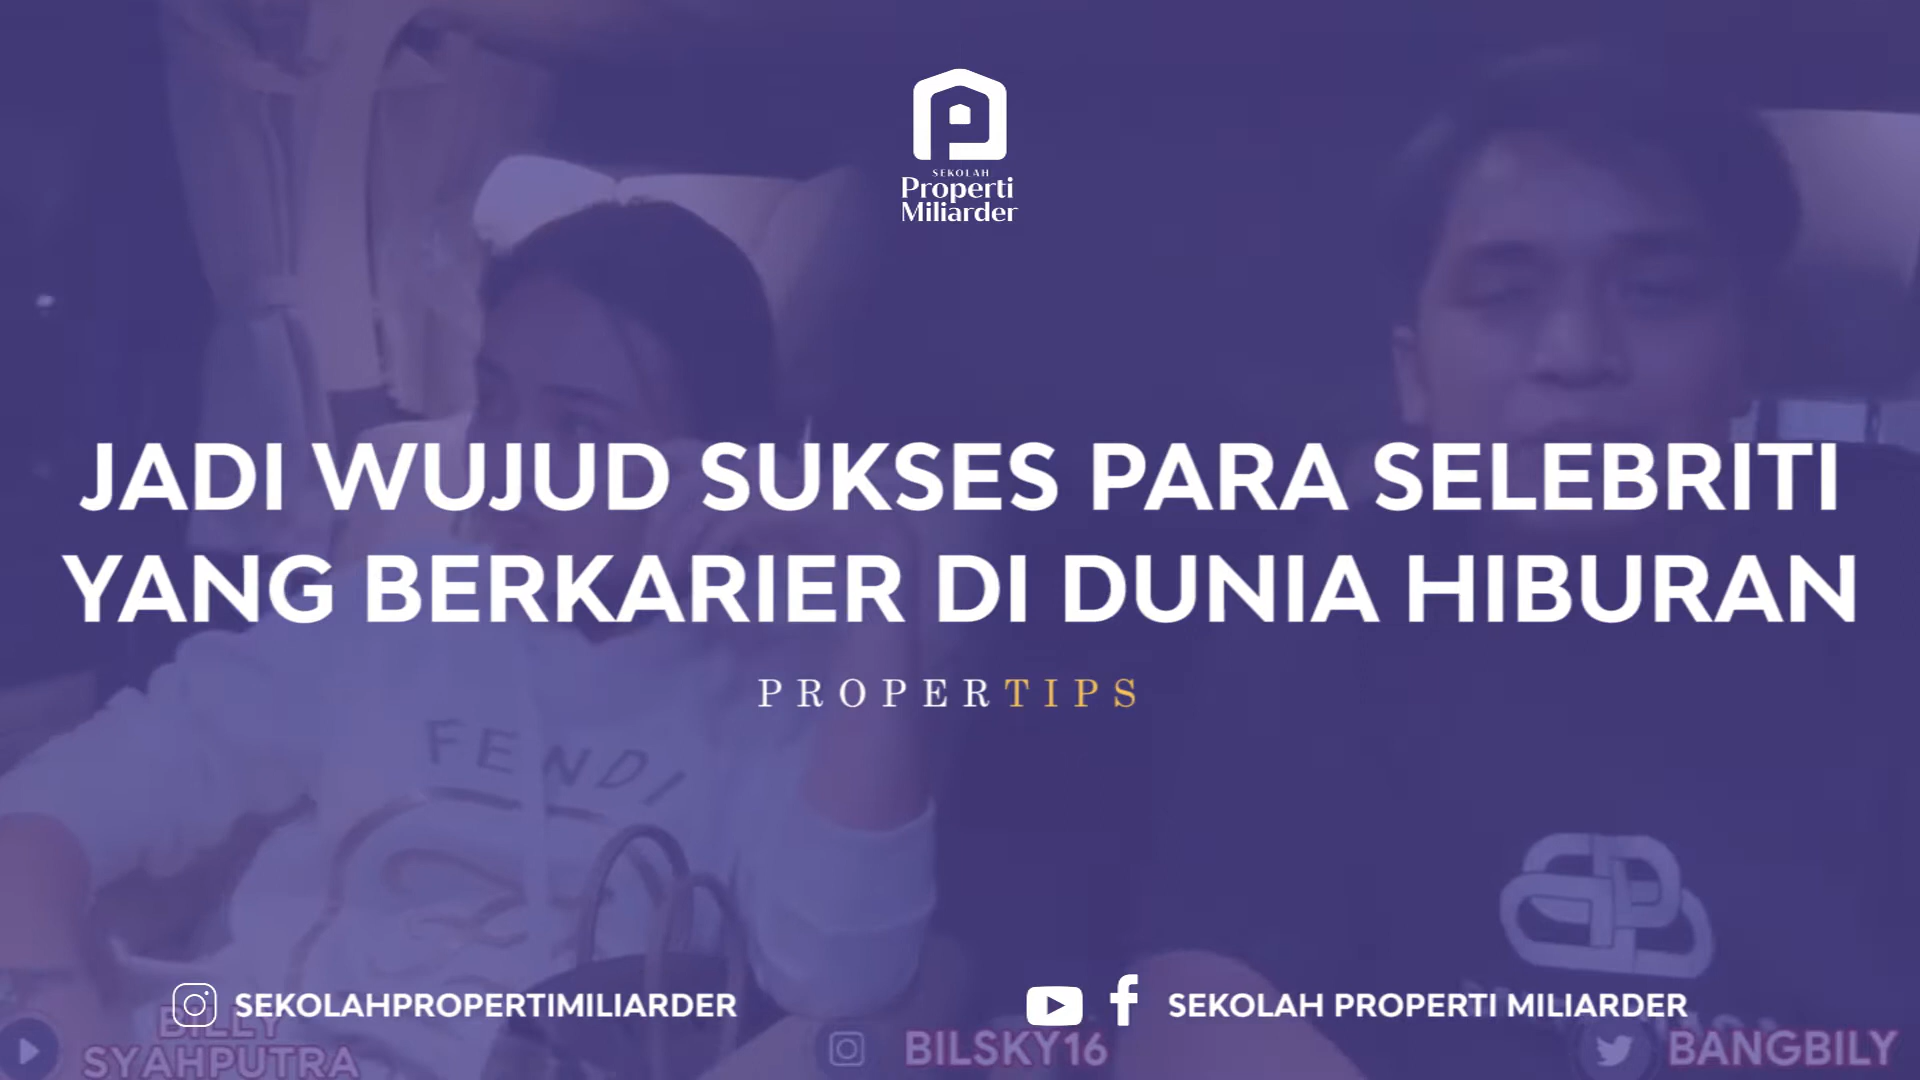 SEKOLAH
Properti
Miliarder
JADI WUJUD SUKSES PARA SELEBRITI
YANG BERKARIER DI DUNIA HIBURAN
PROPERTIPS
FENDI
SEKOLAHPROPERTIMILIARDER
SEKOLAH PROPERTI MILIARDER
BILLY
SYAHPUTRA
BILSKY16
BANGBILY